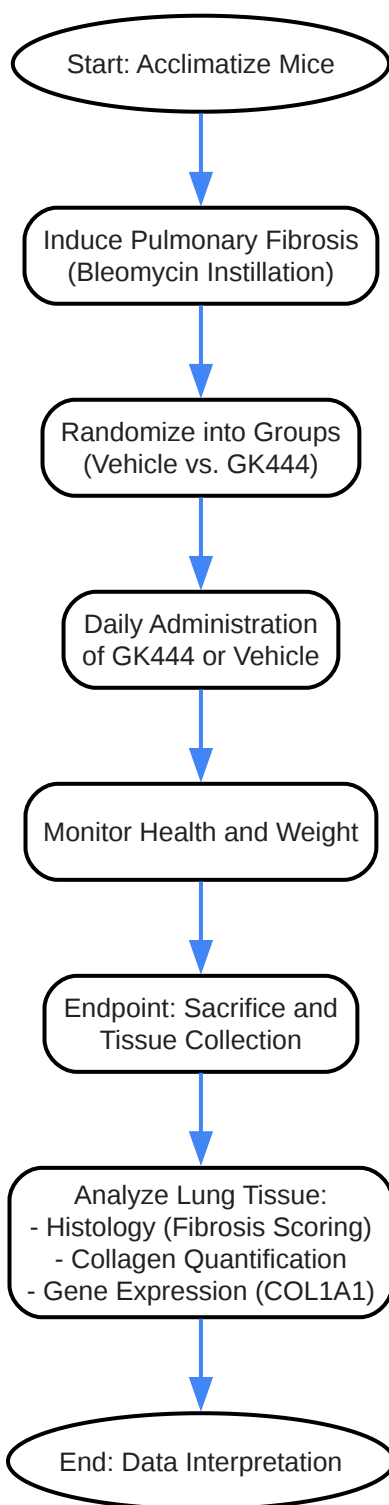 Start: Acclimatize Mice
Induce Pulmonary Fibrosis
(Bleomycin Instillation)
Randomize into Groups
(Vehicle vs. GK444)
Daily Administration
of GK444 or Vehicle
Monitor Health and Weight
Endpoint: Sacrifice and
Tissue Collection
Analyze Lung Tissue:
- Histology (Fibrosis Scoring)
- Collagen Quantification
- Gene Expression (COL1A1)
End: Data Interpretation